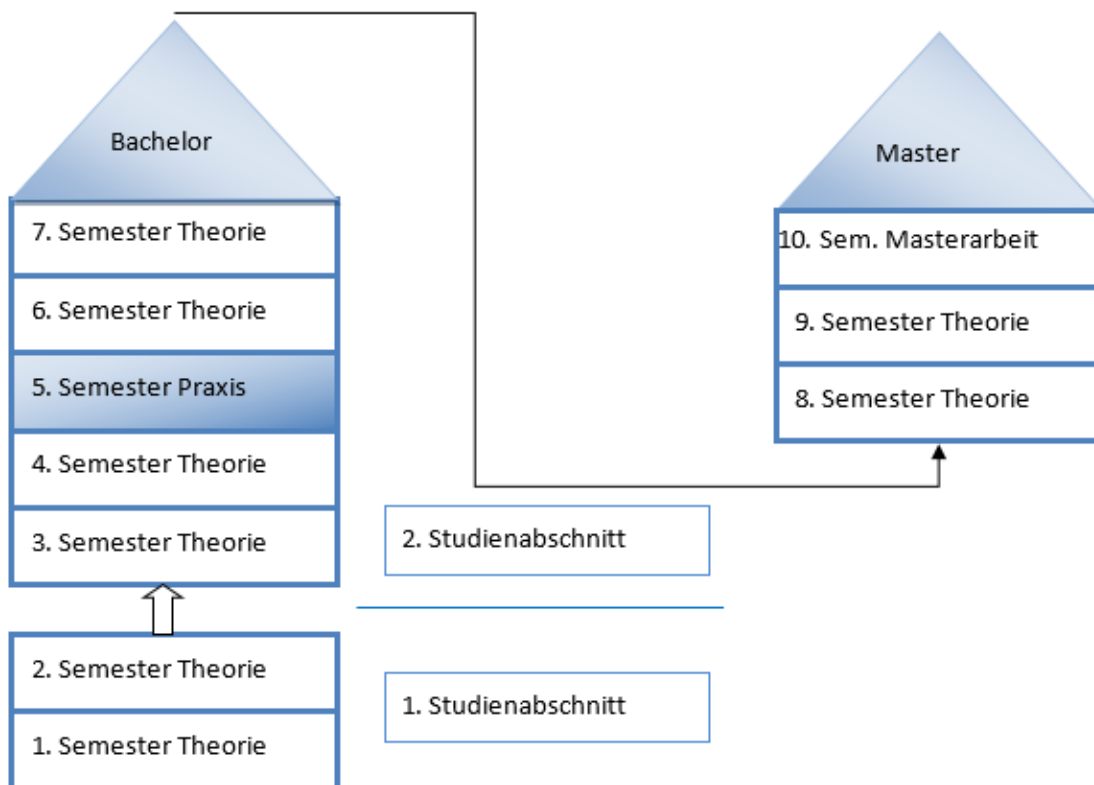 Bachelor
7. Semester Theorie
6. Semester Theorie
5. Semester Praxis
4. Semester Theorie
3. Semester Theorie
2. Semester Theorie
1. Semester Theorie
2. Studienabschnitt
1. Studienabschnitt
Master
10. Sem. Masterarbeit
9. Semester Theorie
8. Semester Theorie